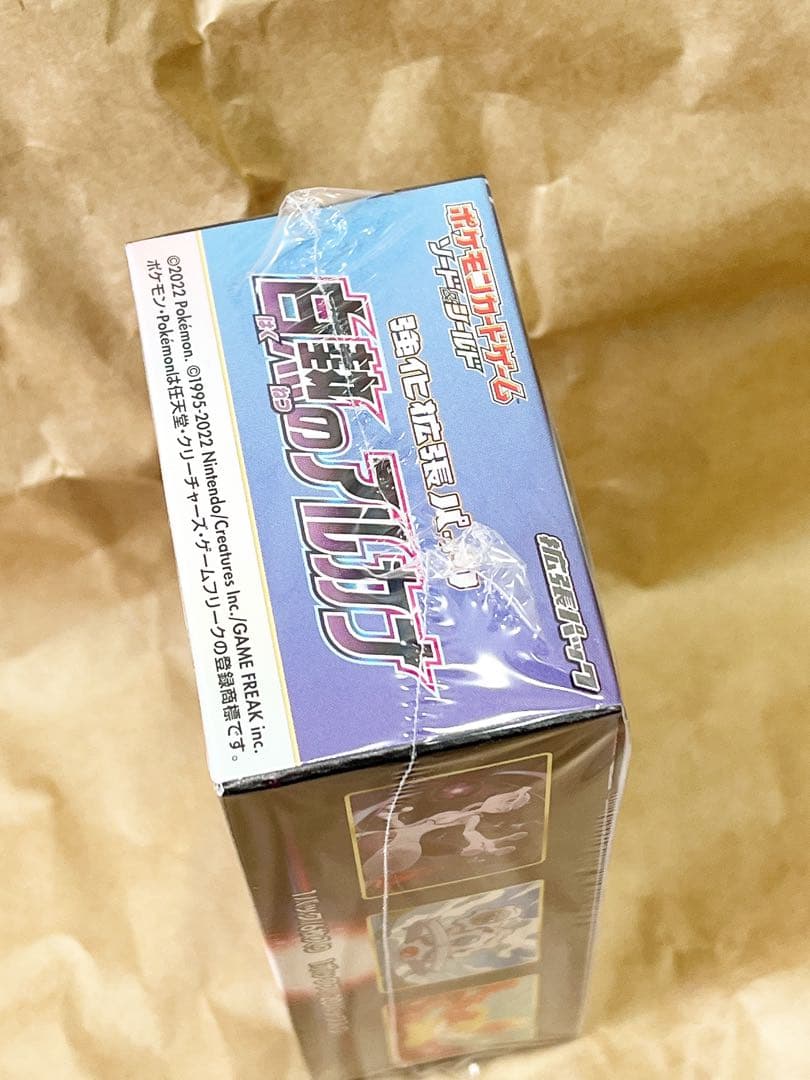 ポケモンカードゲーム
ソード&シールド
強化拡張パック
白熱のアルカナ
はく ねつ
拡張パック
©2022 Pokémon. ©1995-2022 Nintendo/Creatures Inc./GAME FREAK inc.
ポケモン・Pokémonは任天堂・クリーチャーズ・ゲームフリークの登録商標です。